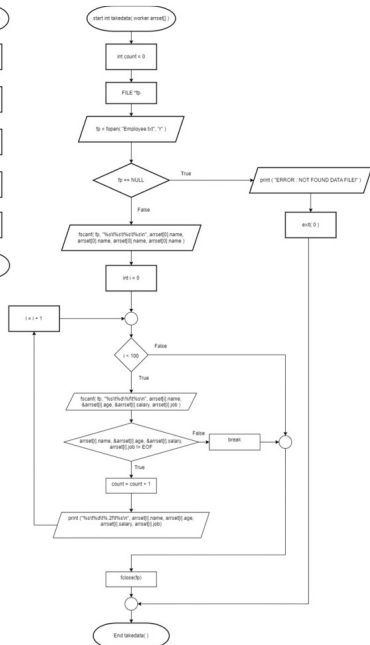 start int takedata( worker arrset[] )
int count = 0
FILE *fp
fp = fopen( "Employee.txt", "r" )
fp == NULL
True
print ( "ERROR : NOT FOUND DATA FILE!" )
exit( 0 )
False
fscanf( fp, "%s\t%s\t%s\t%s\n", arrset[0].name,
arrset[0].name, arrset[0].name, arrset[0].name )
int i = 0
i = i + 1
i < 100
False
True
fscanf( fp, "%s\t%d\t%f\t%s\n", arrset[i].name,
&arrset[i].age, &arrset[i].salary, arrset[i].job )
arrset[i].name, &arrset[i].age, &arrset[i].salary,
arrset[i].job != EOF
False
break
True
count = count + 1
print ("%s\t%d\t%.2f\t%s\n", arrset[i].name, arrset[i].age,
arrset[i].salary, arrset[i].job)
fclose(fp)
End takedata( )